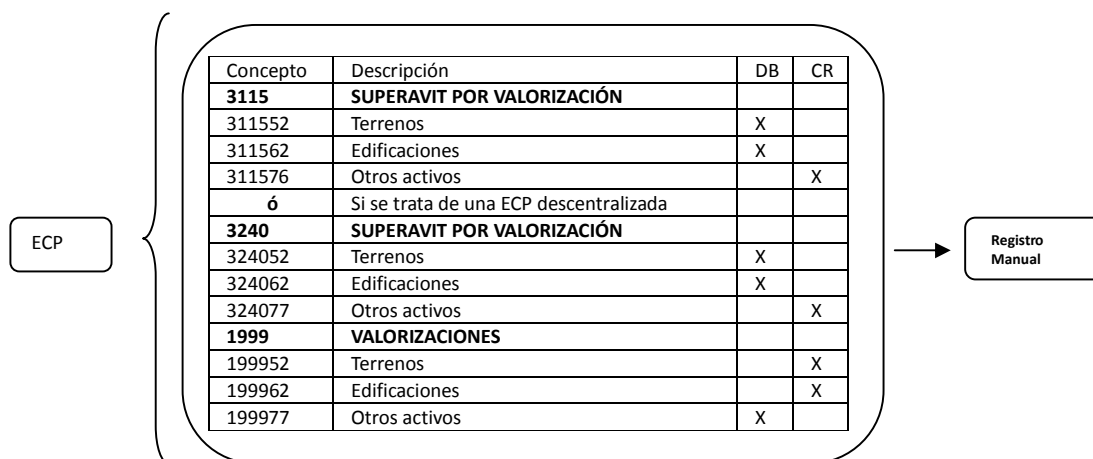 Concepto Descripción DB CR
3115 SUPERAVIT POR VALORIZACIÓN
311552 Terrenos X
311562 Edificaciones X
311576 Otros activos X
ó Si se trata de una ECP descentralizada
3240 SUPERAVIT POR VALORIZACIÓN
324052 Terrenos X
324062 Edificaciones X
324077 Otros activos X
1999 VALORIZACIONES
199952 Terrenos X
199962 Edificaciones X
199977 Otros activos X
ECP
Registro
Manual